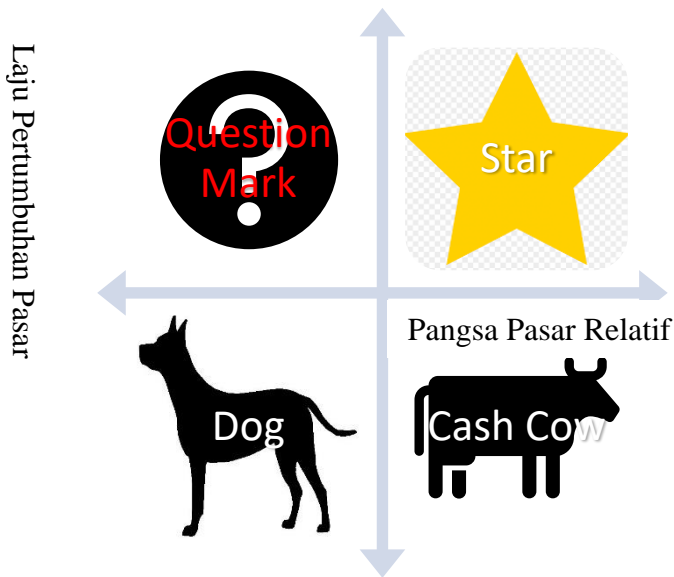 Laju Pertumbuhan Pasar
Question
Mark
Star
Pangsa Pasar Relatif
Dog
Cash Cow